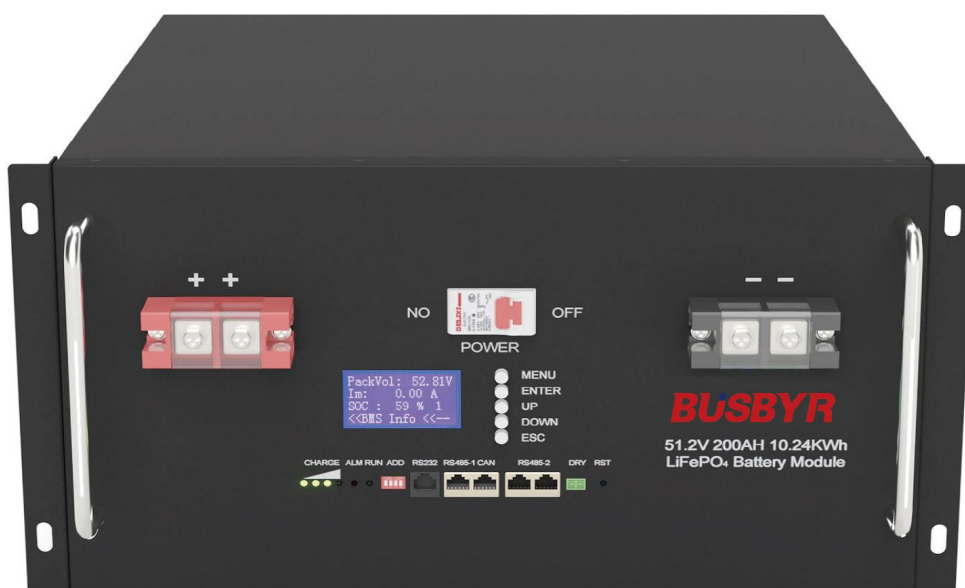 + +
− −
NO
OFF
DELIXI
POWER
PackVol: 52.81V
Im: 0.00 A
SOC : 59 % 1
<<BMS Info <<--
MENU
ENTER
UP
DOWN
ESC
BUSBYR
51.2V 200AH 10.24KWh
LiFePO₄ Battery Module
CHARGE ALM RUN ADD RS232 RS485-1 CAN RS485-2 DRY RST